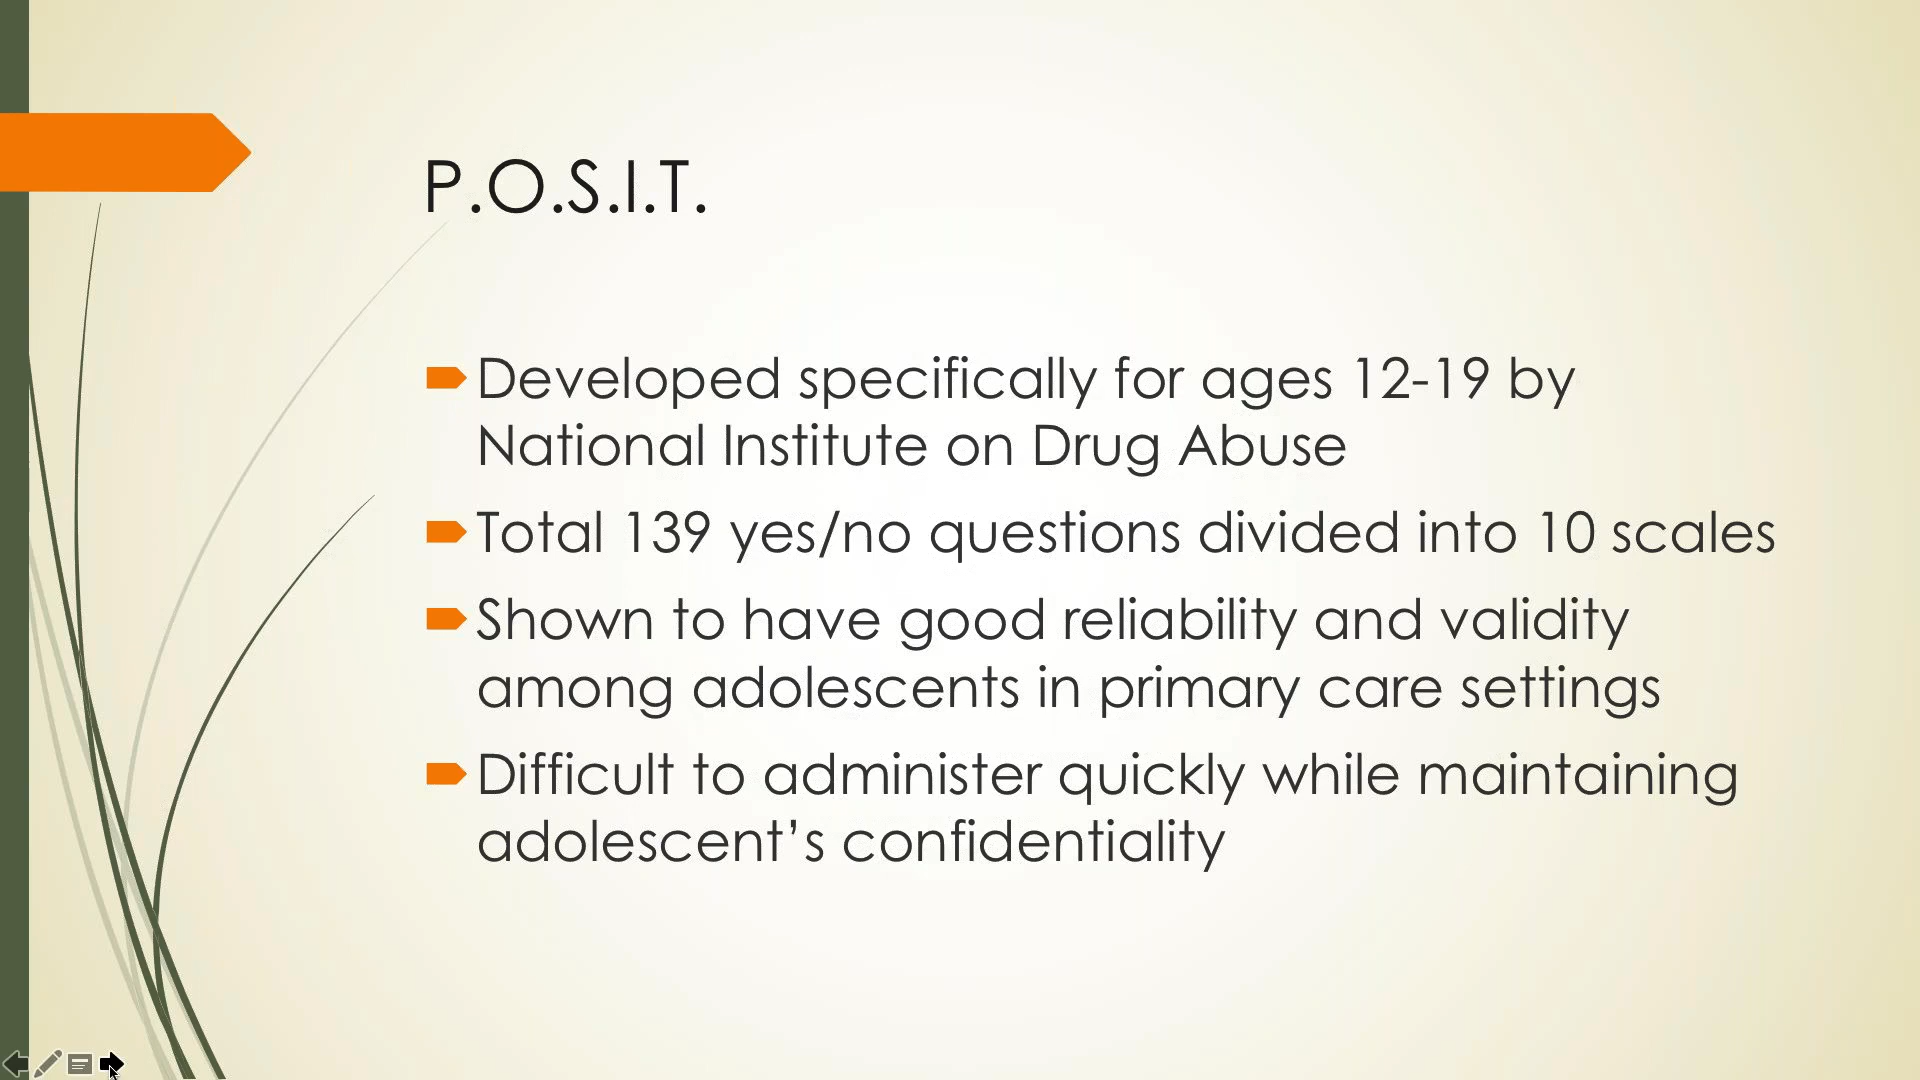 P.O.S.I.T.
Developed specifically for ages 12-19 by
National Institute on Drug Abuse
Total 139 yes/no questions divided into 10 scales
Shown to have good reliability and validity
among adolescents in primary care settings
Difficult to administer quickly while maintaining
adolescent’s confidentiality